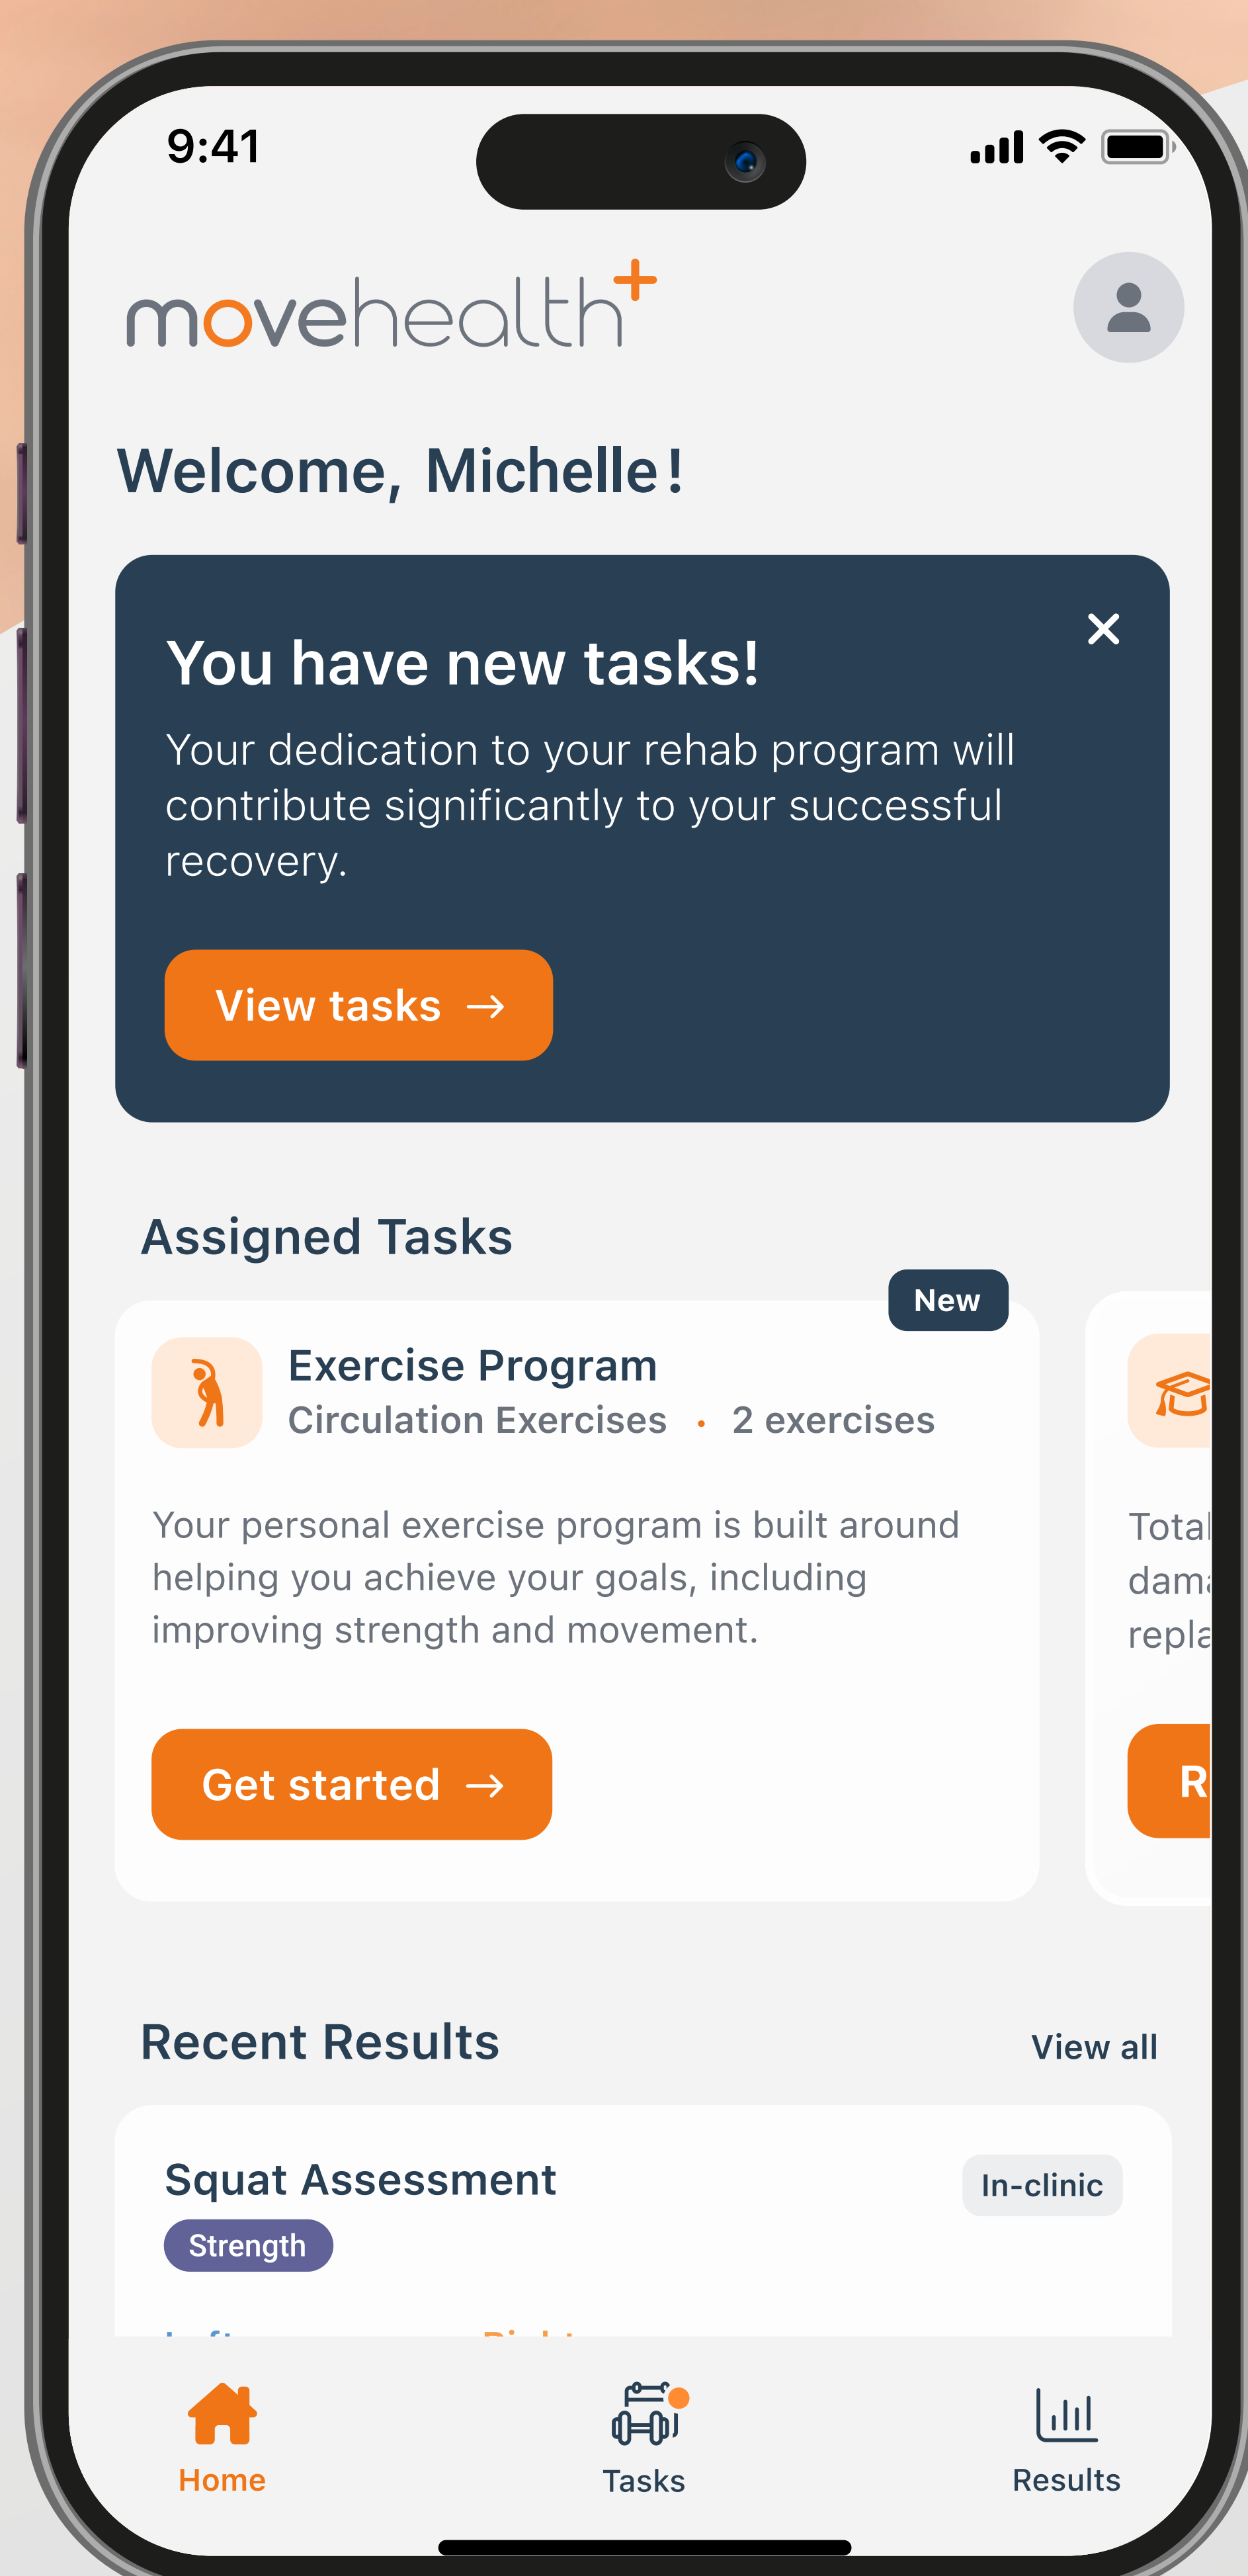 9:41
movehealth+
Welcome, Michelle!
You have new tasks!
Your dedication to your rehab program will
contribute significantly to your successful
recovery.
View tasks →
Assigned Tasks
New
Exercise Program
Circulation Exercises · 2 exercises
Your personal exercise program is built around
helping you achieve your goals, including
improving strength and movement.
Get started →
Total
Recent Results
View all
Squat Assessment
In-clinic
Strength
Left Right
Home Tasks Results